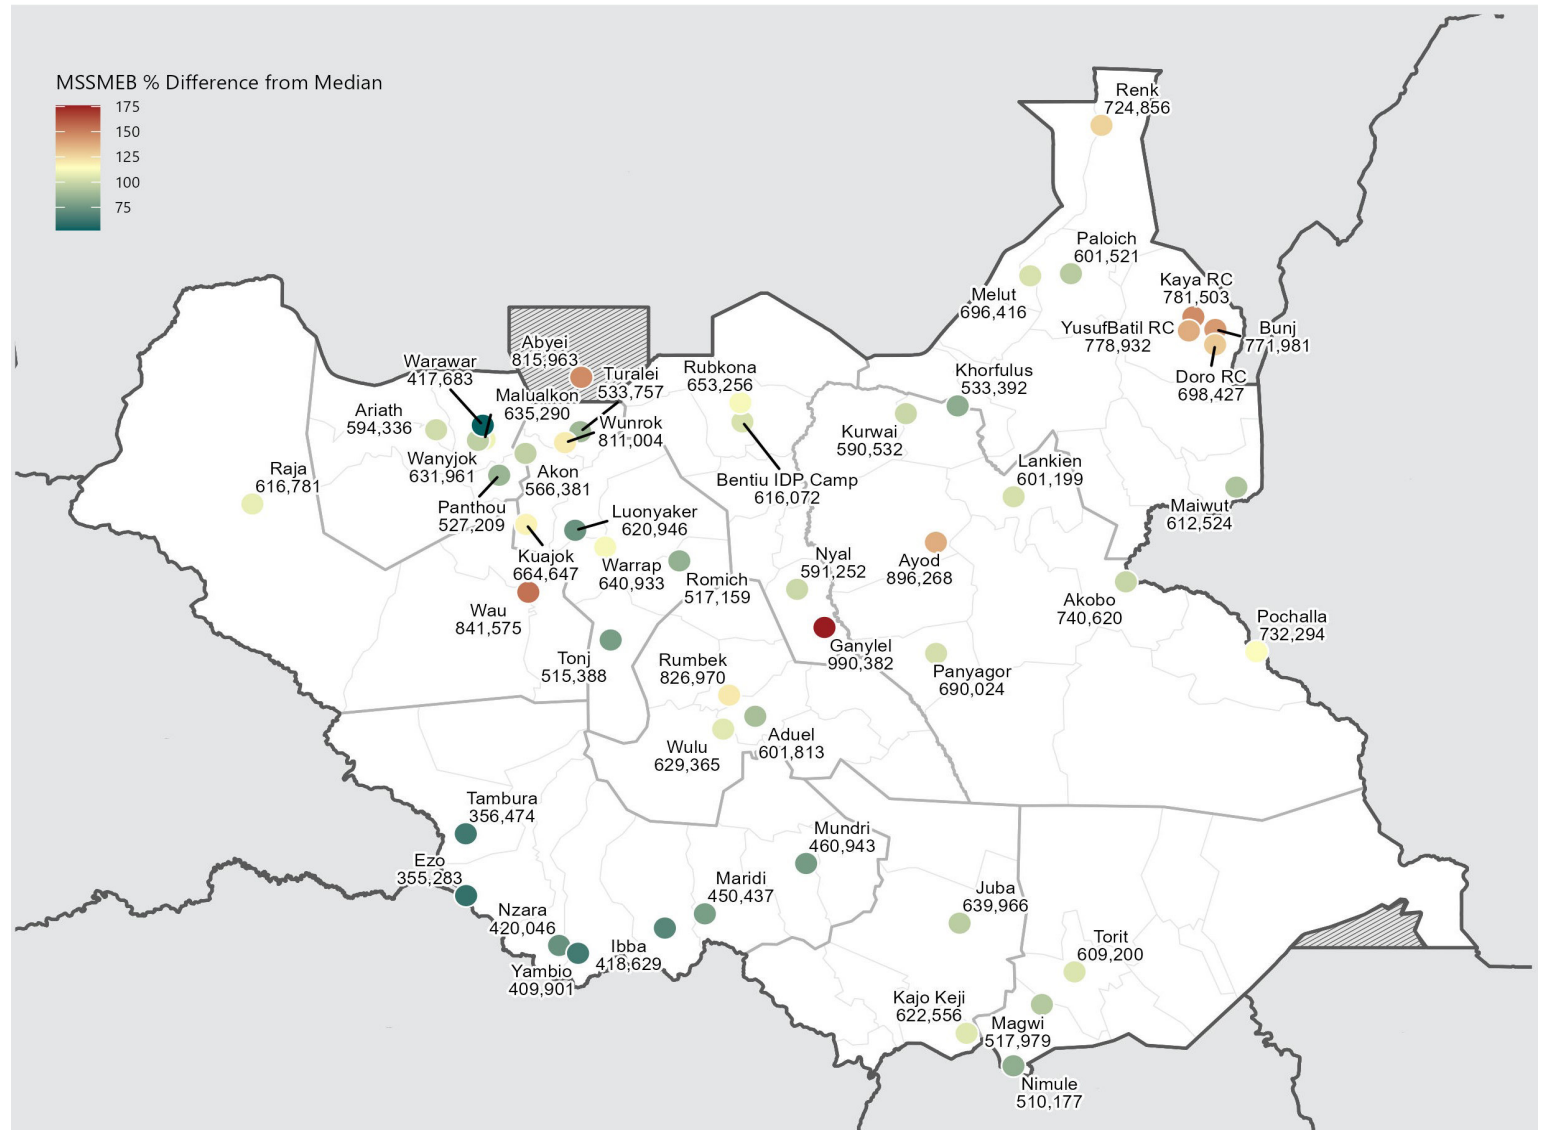 MSSMEB % Difference from Median
175
150
125
100
75
Renk
724,856
Paloich
601,521
Melut
696,416
Kaya RC
781,503
YusufBatil RC
778,932
Bunj
771,981
Doro RC
698,427
Abyei
815,963
Warawar
417,683
Turalei
533,757
Malualkon
635,290
Wunrok
811,004
Ariath
594,336
Wanyjok
631,961
Akon
566,381
Panthou
527,209
Raja
616,781
Rubkona
653,256
Bentiu IDP Camp
616,072
Khorfulus
533,392
Kurwai
590,532
Lankien
601,199
Maiwut
612,524
Luonyaker
620,946
Kuajok
664,647
Warrap
640,933
Romich
517,159
Wau
841,575
Tonj
515,388
Nyal
591,252
Ayod
896,268
Ganylel
990,382
Akobo
740,620
Pochalla
732,294
Panyagor
690,024
Rumbek
826,970
Aduel
601,813
Wulu
629,365
Tambura
356,474
Ezo
355,283
Nzara
420,046
Yambio
409,901
Ibba
418,629
Maridi
450,437
Mundri
460,943
Juba
639,966
Torit
609,200
Kajo Keji
622,556
Magwi
517,979
Nimule
510,177